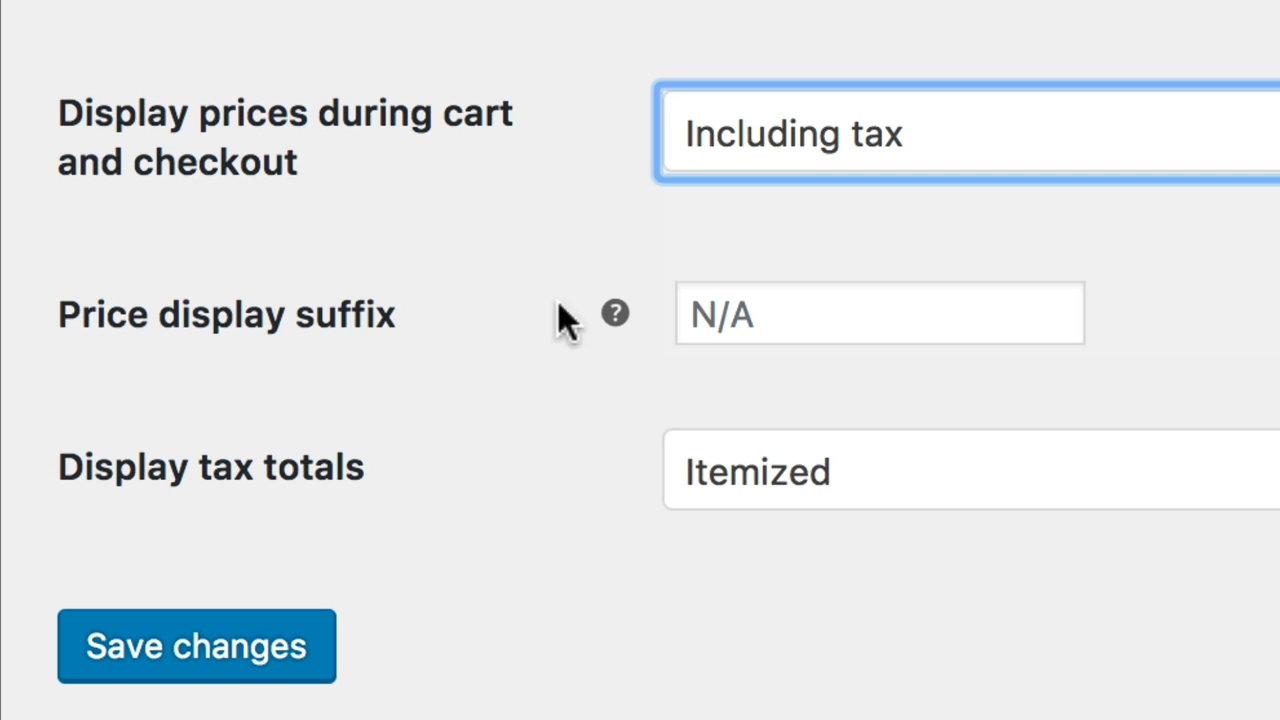 Display prices during cart
and checkout
Including tax
Price display suffix
?
N/A
Display tax totals
Itemized
Save changes